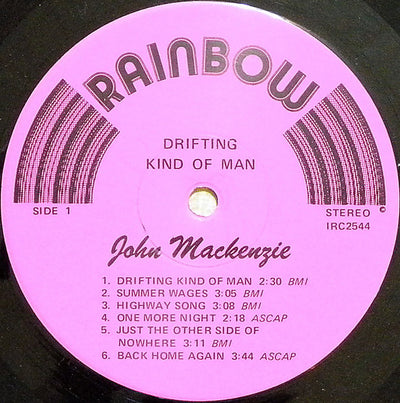 RAINBOW
DRIFTING
KIND OF MAN
SIDE 1
STEREO ©
IRC2544
John Mackenzie
1. DRIFTING KIND OF MAN 2:30 BMI
2. SUMMER WAGES 3:05 BMI
3. HIGHWAY SONG 3:08 BMI
4. ONE MORE NIGHT 2:18 ASCAP
5. JUST THE OTHER SIDE OF
NOWHERE 3:11 BMI
6. BACK HOME AGAIN 3:44 ASCAP